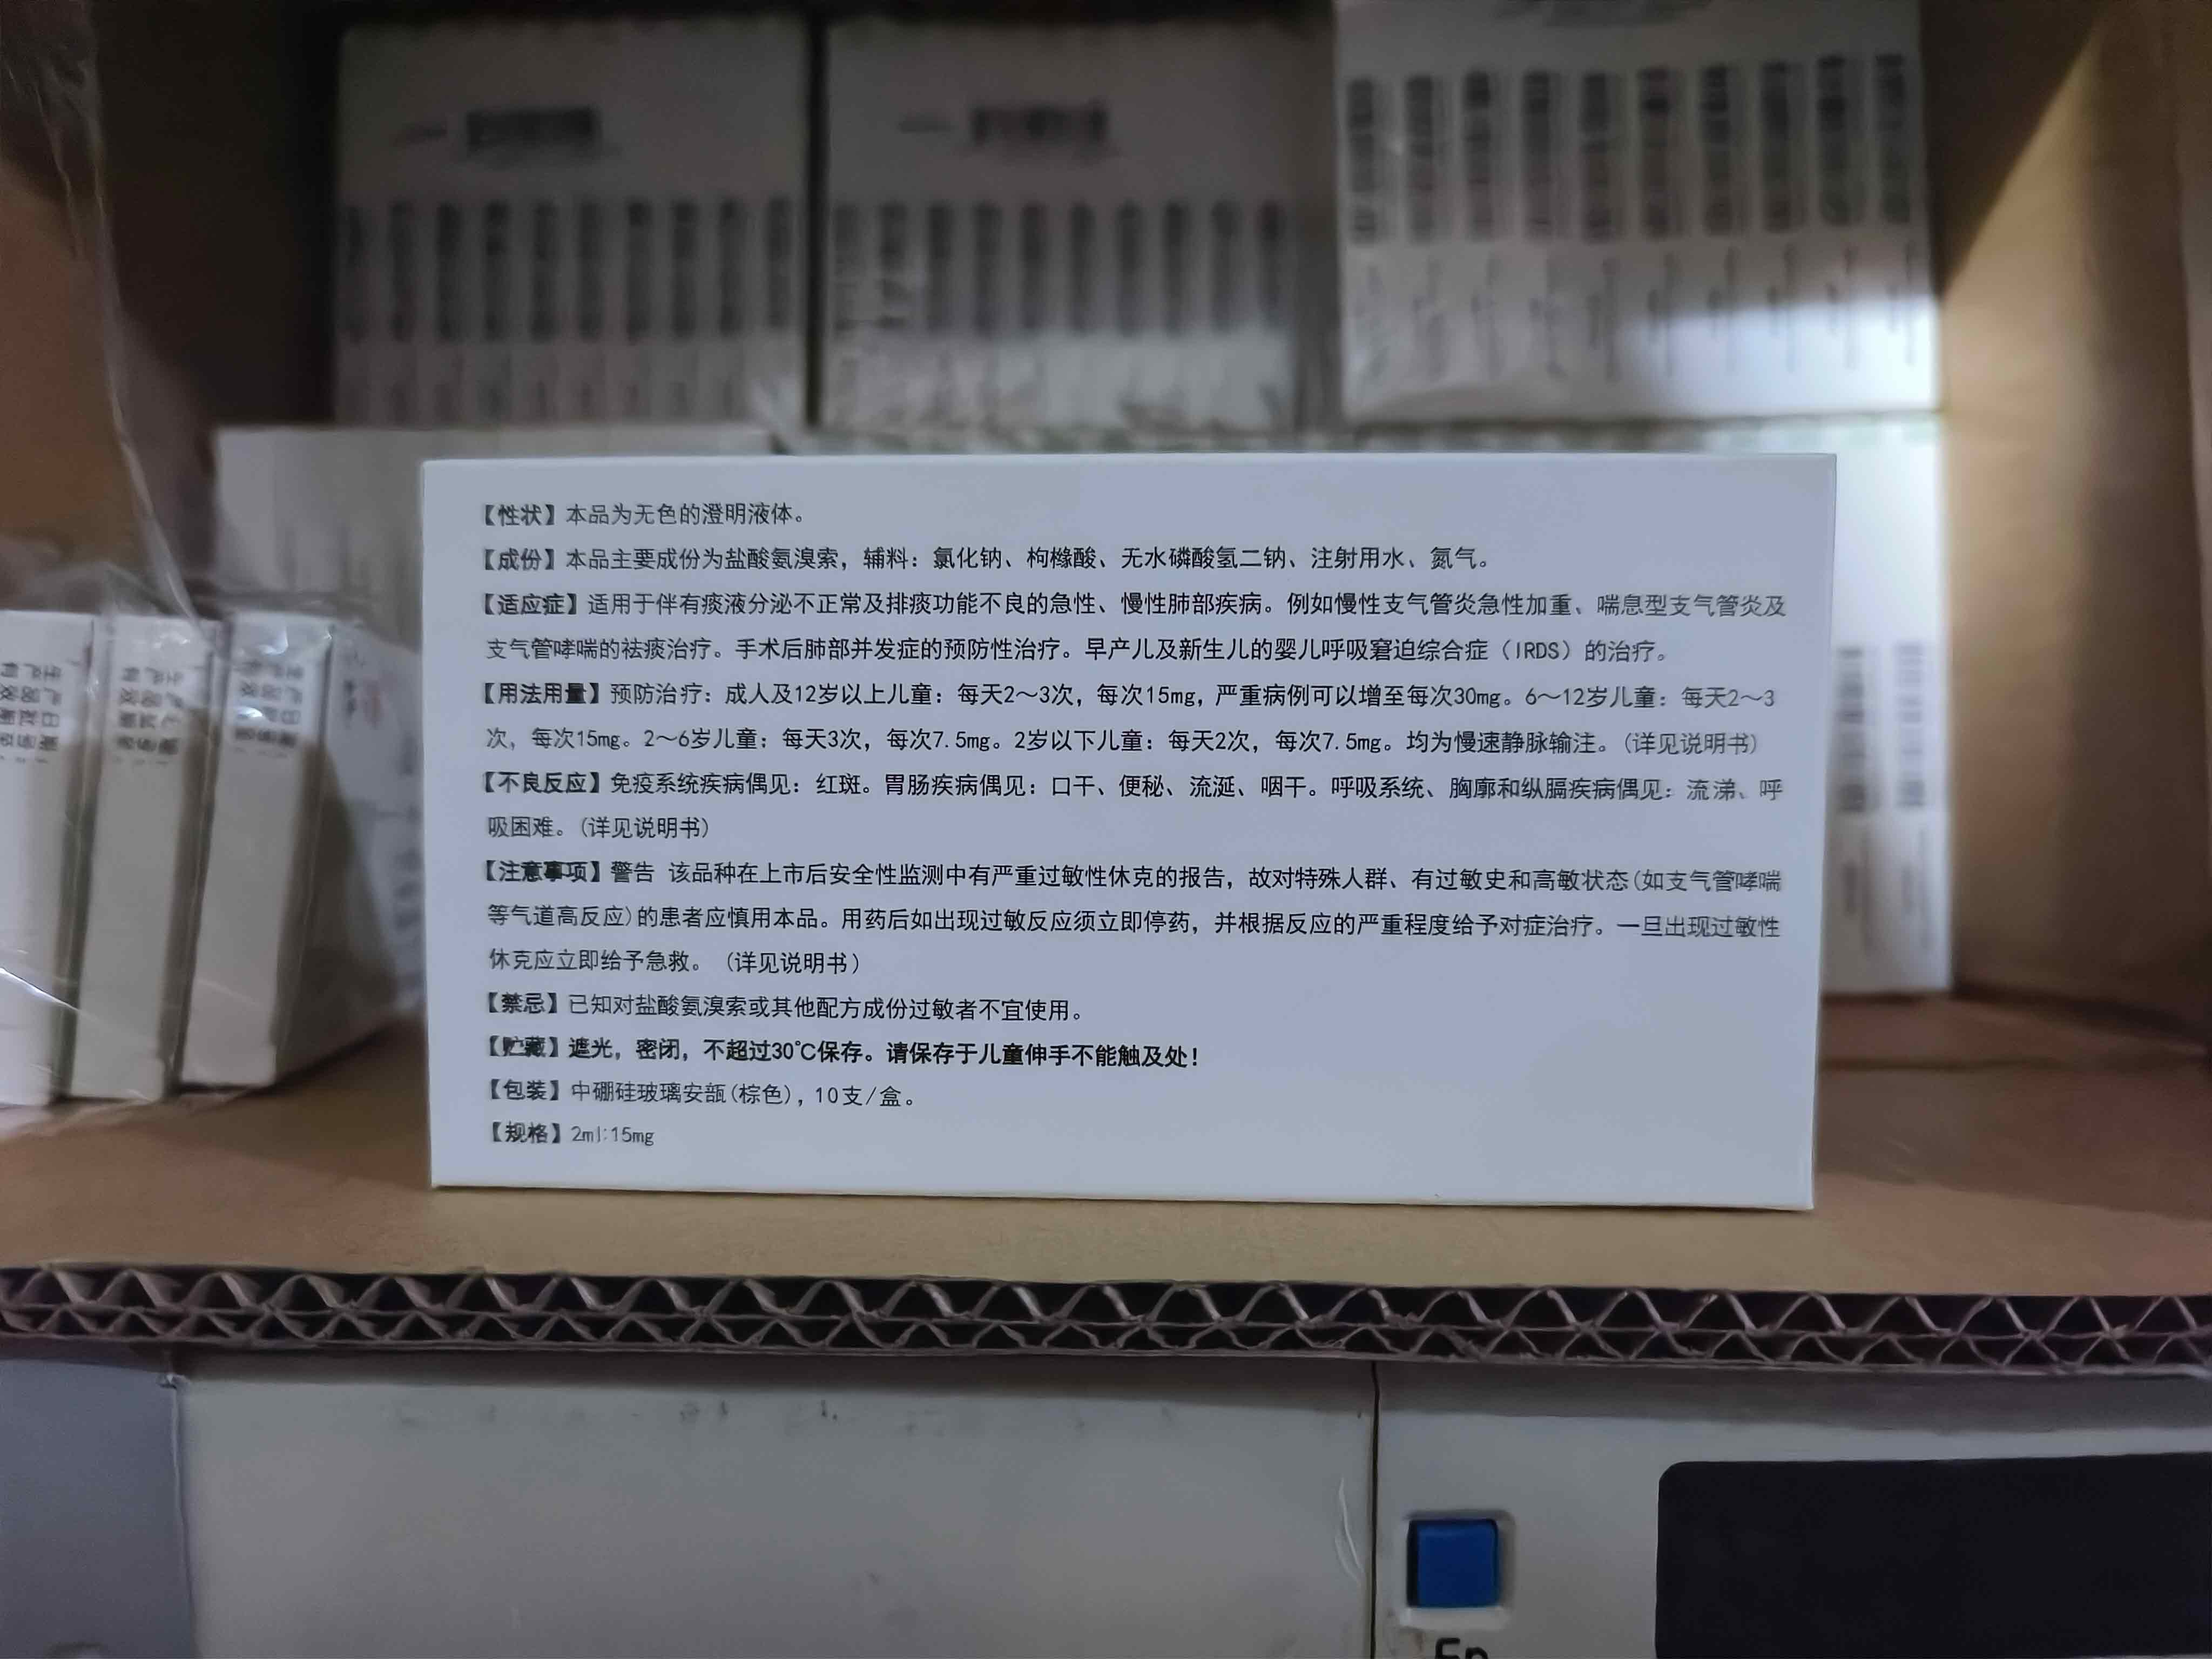 【性状】本品为无色的澄明液体。
【成份】本品主要成份为盐酸氨溴索，辅料：氯化钠、枸橼酸、无水磷酸氢二钠、注射用水、氮气。
【适应症】适用于伴有痰液分泌不正常及排痰功能不良的急性、慢性肺部疾病。例如慢性支气管炎急性加重、喘息型支气管炎及
支气管哮喘的祛痰治疗。手术后肺部并发症的预防性治疗。早产儿及新生儿的婴儿呼吸窘迫综合症（IRDS）的治疗。
【用法用量】预防治疗：成人及12岁以上儿童：每天2～3次，每次15mg，严重病例可以增至每次30mg。6～12岁儿童：每天2～3
次，每次15mg。2～6岁儿童：每天3次，每次7.5mg。2岁以下儿童：每天2次，每次7.5mg。均为慢速静脉输注。（详见说明书）
【不良反应】免疫系统疾病偶见：红斑。胃肠疾病偶见：口干、便秘、流涎、咽干。呼吸系统、胸廓和纵膈疾病偶见：流涕、呼
吸困难。（详见说明书）
【注意事项】警告 该品种在上市后安全性监测中有严重过敏性休克的报告，故对特殊人群、有过敏史和高敏状态（如支气管哮喘
等气道高反应）的患者应慎用本品。用药后如出现过敏反应须立即停药，并根据反应的严重程度给予对症治疗。一旦出现过敏性
休克应立即给予急救。（详见说明书）
【禁忌】已知对盐酸氨溴索或其他配方成份过敏者不宜使用。
【贮藏】遮光，密闭，不超过30℃保存。请保存于儿童伸手不能触及处！
【包装】中硼硅玻璃安瓿（棕色），10支/盒。
【规格】2ml:15mg